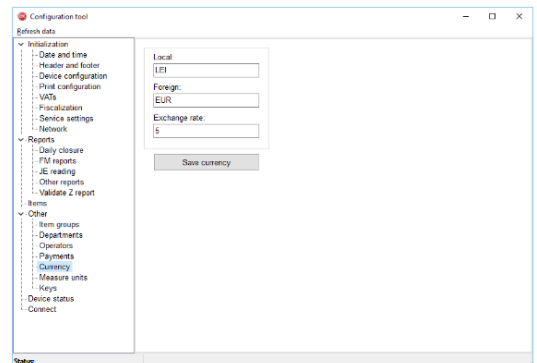 Configuration tool
Refresh data
Initialization
Date and time
Header and footer
Device configuration
Print configuration
VATs
Fiscalization
Service settings
Network
Reports
Daily closure
FM reports
JE reading
Other reports
Validate Z report
Items
Other
Item groups
Departments
Operators
Payments
Currency
Measure units
Keys
Device status
Connect
Local:
LEI
Foreign:
EUR
Exchange rate:
5
Save currency
Status: